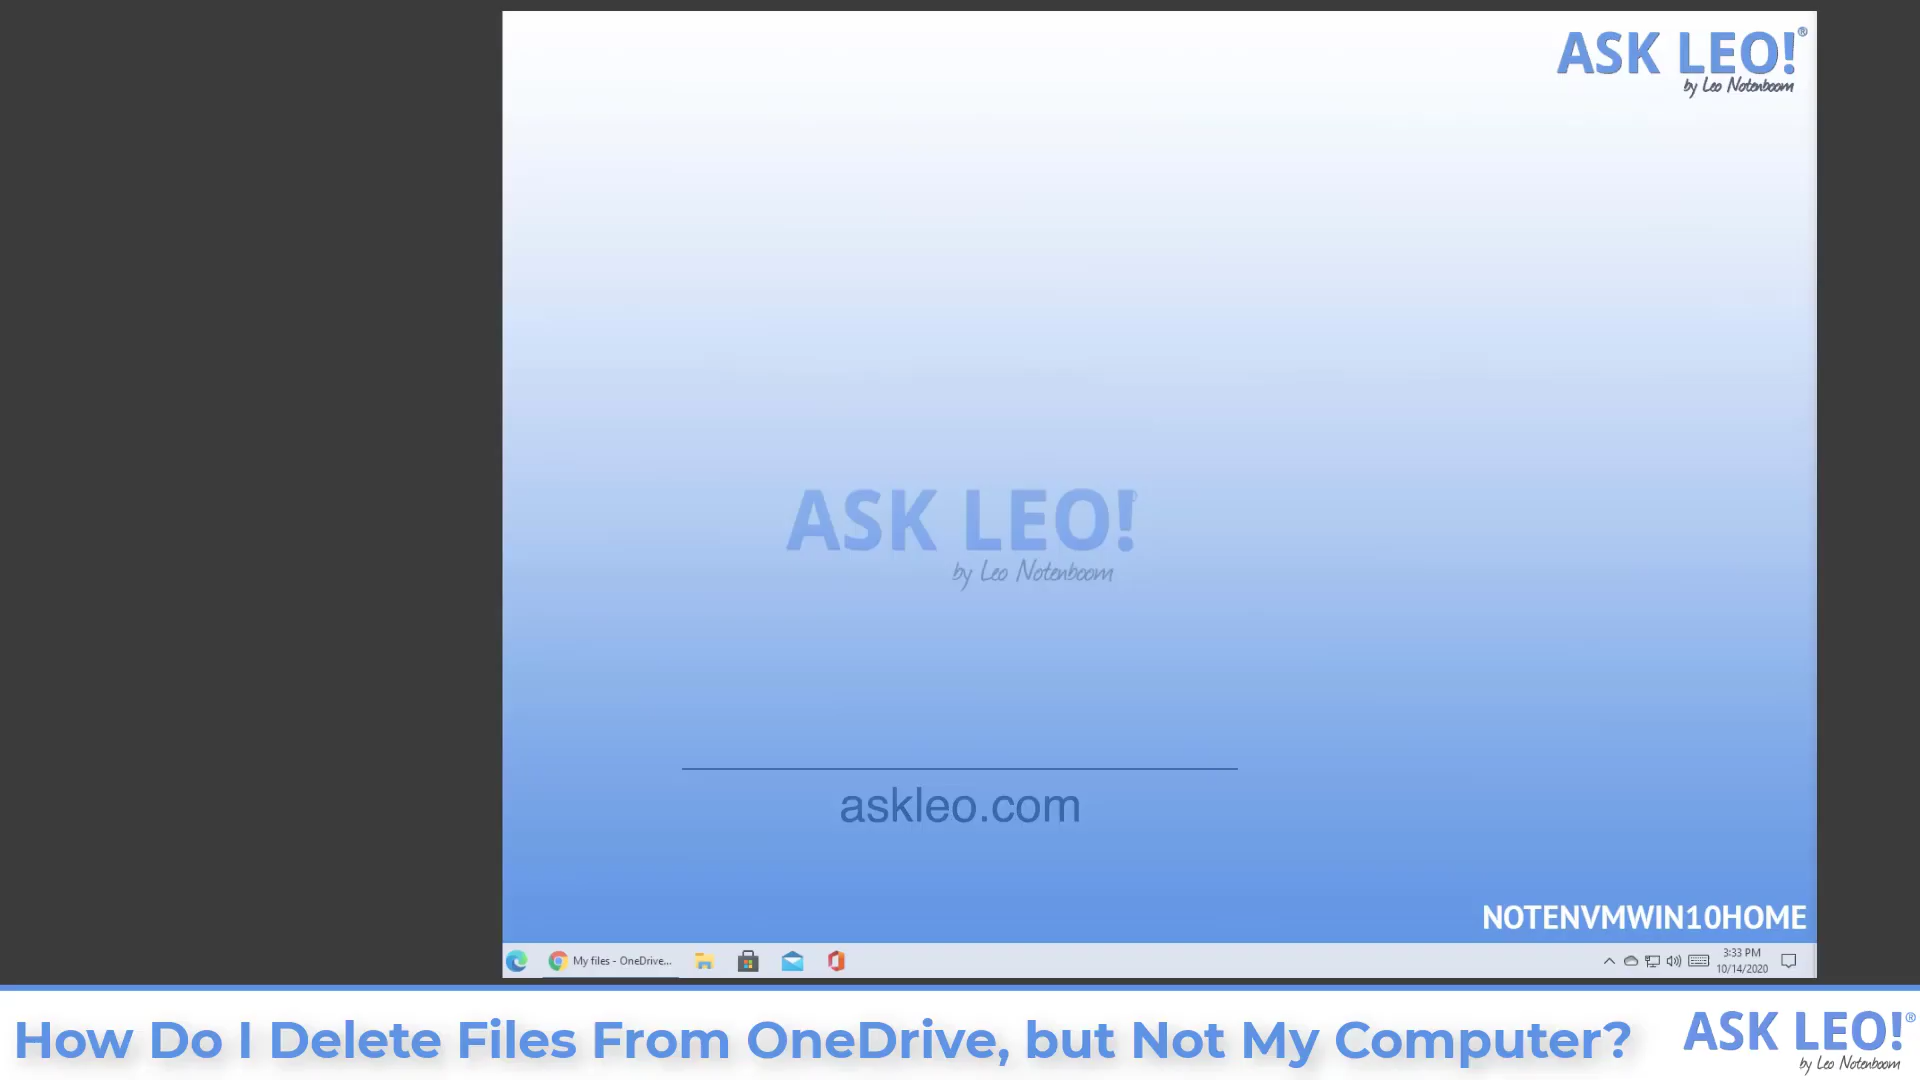 ASK LEO!®
by Leo Notenboom
ASK LEO!®
by Leo Notenboom
askleo.com
NOTENVMWIN10HOME
My files - OneDrive...
3:33 PM
10/14/2020
How Do I Delete Files From OneDrive, but Not My Computer?
ASK LEO!®
by Leo Notenboom